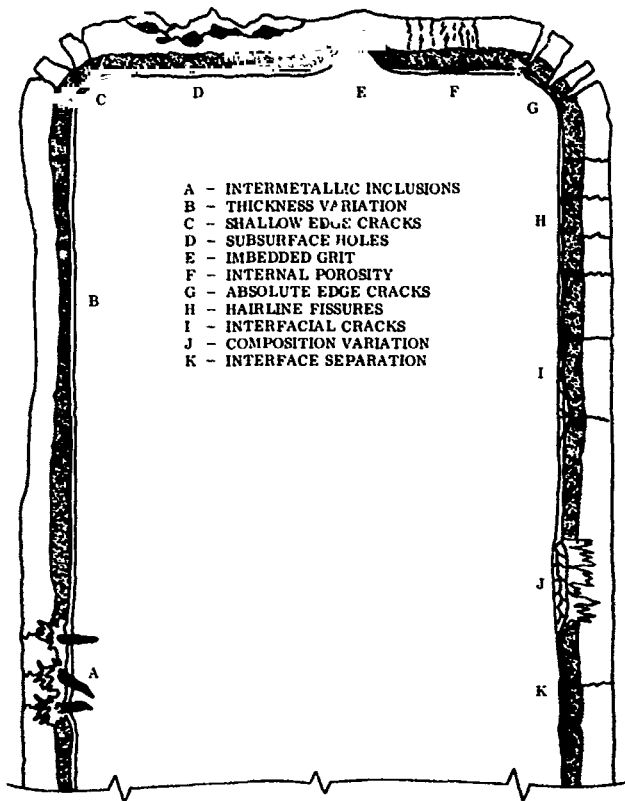 C
D
E
F
G
A – INTERMETALLIC INCLUSIONS
B – THICKNESS VARIATION
C – SHALLOW EDGE CRACKS
D – SUBSURFACE HOLES
E – IMBEDDED GRIT
F – INTERNAL POROSITY
G – ABSOLUTE EDGE CRACKS
H – HAIRLINE FISSURES
I – INTERFACIAL CRACKS
J – COMPOSITION VARIATION
K – INTERFACE SEPARATION
H
B
I
J
A
K